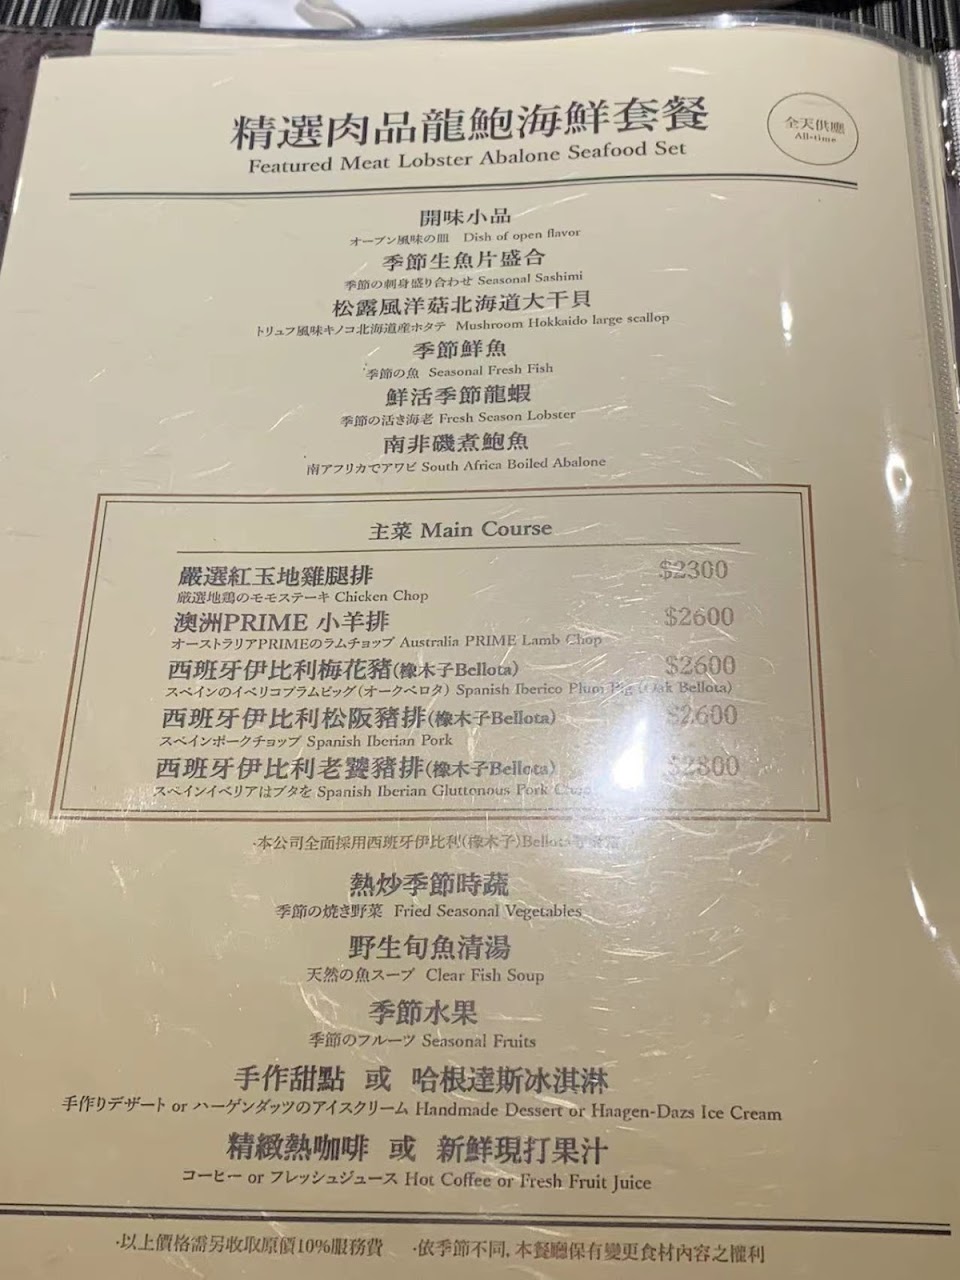 精選肉品龍鮑海鮮套餐
Featured Meat Lobster Abalone Seafood Set
全天供應
All-time
開味小品
オープン風味の皿 Dish of open flavor
季節生魚片盛合
季節の刺身盛り合わせ Seasonal Sashimi
松露風洋菇北海道大干貝
トリュフ風味キノコ北海道産ホタテ Mushroom Hokkaido large scallop
季節鮮魚
季節の魚 Seasonal Fresh Fish
鮮活季節龍蝦
季節の活き海老 Fresh Season Lobster
南非磯煮鮑魚
南アフリカでアワビ South Africa Boiled Abalone
主菜 Main Course
嚴選紅玉地雞腿排 $2300
厳選地鶏のモモステーキ Chicken Chop
澳洲PRIME 小羊排 $2600
オーストラリアPRIMEのラムチョップ Australia PRIME Lamb Chop
西班牙伊比利梅花豬(橡木子Bellota) $2600
スペインのイベリコプラムピッグ(オークベロタ) Spanish Iberico Plum Pig (Oak Bellota)
西班牙伊比利松阪豬排(橡木子Bellota) $2600
スペインポークチョップ Spanish Iberian Pork
西班牙伊比利老饕豬排(橡木子Bellota) $2800
スペインイベリアはブタを Spanish Iberian Gluttonous Pork
·本公司全面採用西班牙伊比利(橡木子)Bellota
熱炒季節時蔬
季節の焼き野菜 Fried Seasonal Vegetables
野生旬魚清湯
天然の魚スープ Clear Fish Soup
季節水果
季節のフルーツ Seasonal Fruits
手作甜點 或 哈根達斯冰淇淋
手作りデザート or ハーゲンダッツのアイスクリーム Handmade Dessert or Haagen-Dazs Ice Cream
精緻熱咖啡 或 新鮮現打果汁
コーヒー or フレッシュジュース Hot Coffee or Fresh Fruit Juice
·以上價格需另收取原價10%服務費 ·依季節不同, 本餐廳保有變更食材內容之權利